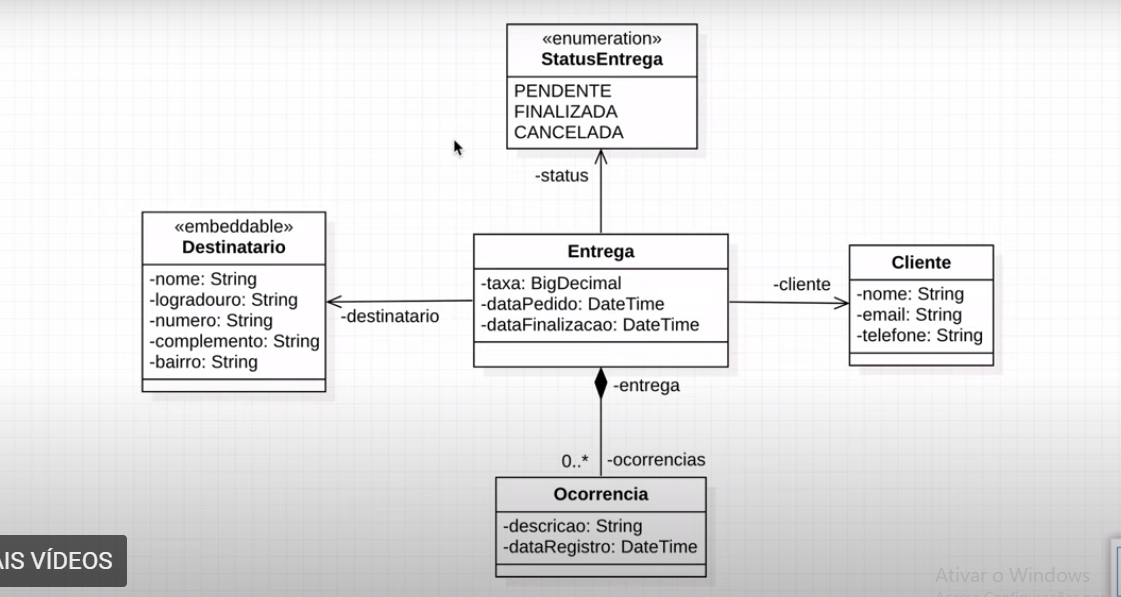 «enumeration»
StatusEntrega
PENDENTE
FINALIZADA
CANCELADA
-status
«embeddable»
Destinatario
-nome: String
-logradouro: String
-numero: String
-complemento: String
-bairro: String
-destinatario
Entrega
-taxa: BigDecimal
-dataPedido: DateTime
-dataFinalizacao: DateTime
-cliente
Cliente
-nome: String
-email: String
-telefone: String
-entrega
0..*
-ocorrencias
Ocorrencia
-descricao: String
-dataRegistro: DateTime
AIS VÍDEOS
Ativar o Windows